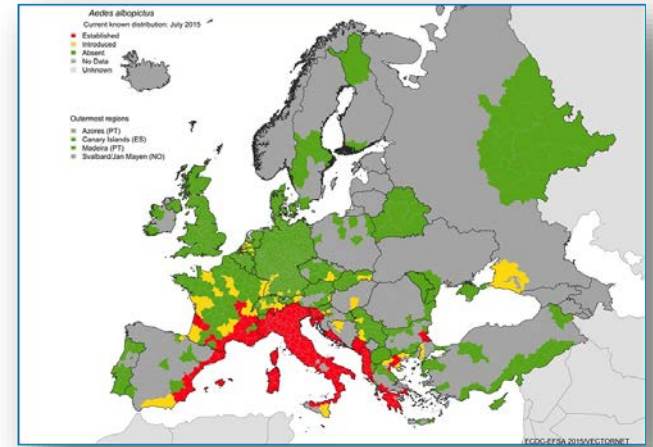 Aedes albopictus
Current known distribution: July 2015
Established
Introduced
Absent
No Data
Unknown
Outermost regions
Azores (PT)
Canary Islands (ES)
Madeira (PT)
Svalbard/Jan Mayen (NO)
ECDC-EFSA 2015/VECTORNET